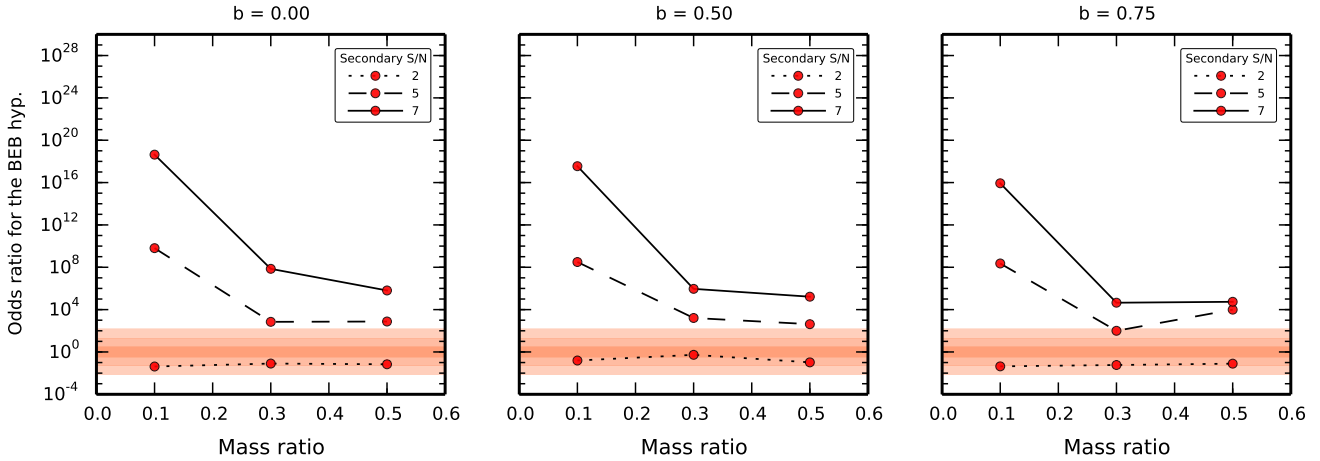 b = 0.00
b = 0.50
b = 0.75
Odds ratio for the BEB hyp.
10^28
10^24
10^20
10^16
10^12
10^8
10^4
10^0
10^-4
Secondary S/N
2
5
7
0.0 0.1 0.2 0.3 0.4 0.5 0.6
Mass ratio
Secondary S/N
2
5
7
0.0 0.1 0.2 0.3 0.4 0.5 0.6
Mass ratio
Secondary S/N
2
5
7
0.0 0.1 0.2 0.3 0.4 0.5 0.6
Mass ratio